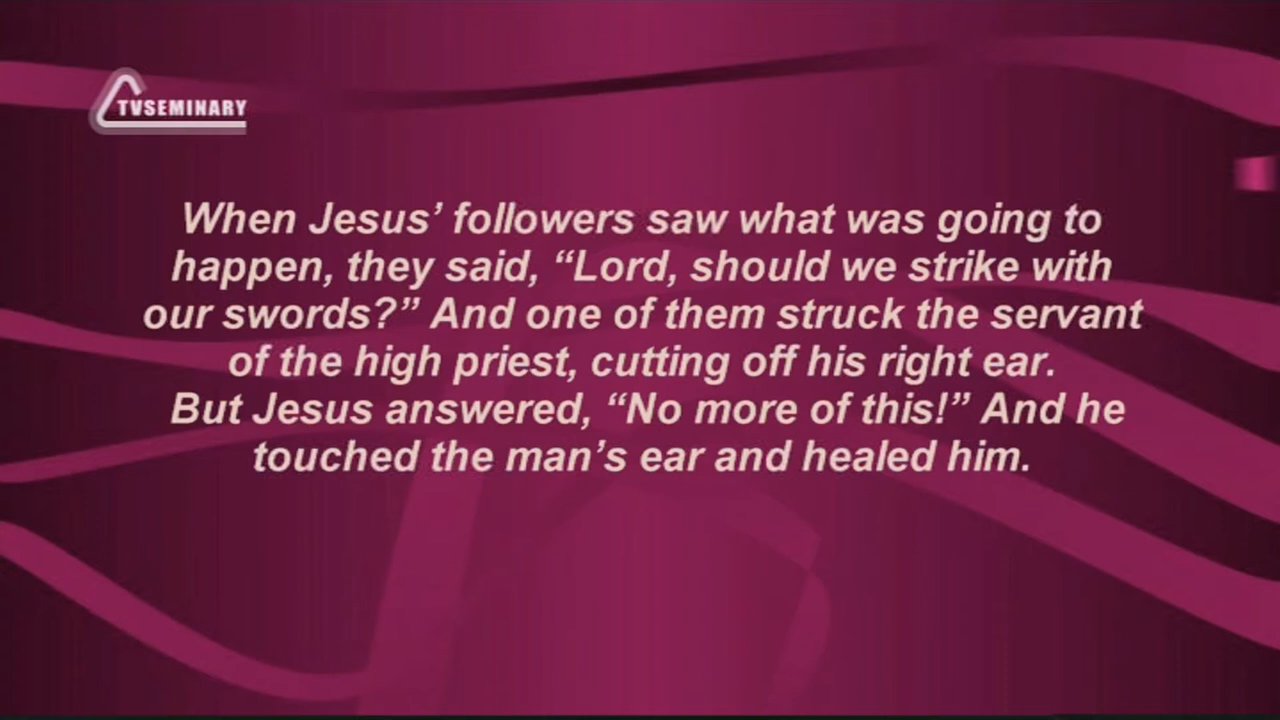 TVSEMINARY
When Jesus’ followers saw what was going to
happen, they said, “Lord, should we strike with
our swords?” And one of them struck the servant
of the high priest, cutting off his right ear.
But Jesus answered, “No more of this!” And he
touched the man’s ear and healed him.